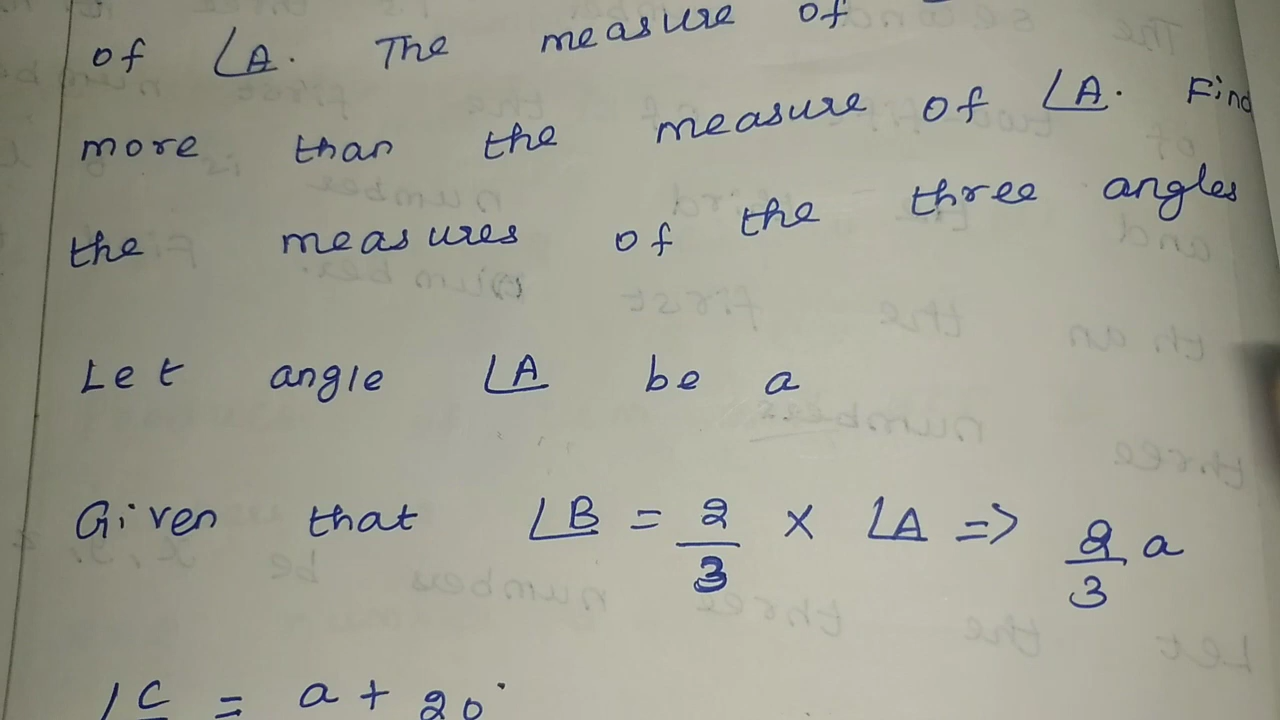 of ∠A. The measure of
more than the measure of ∠A. Find
the measures of the three angles
Let angle ∠A be a
Given that ∠B = 2/3 × ∠A => 2/3 a
∠C = a + 20°